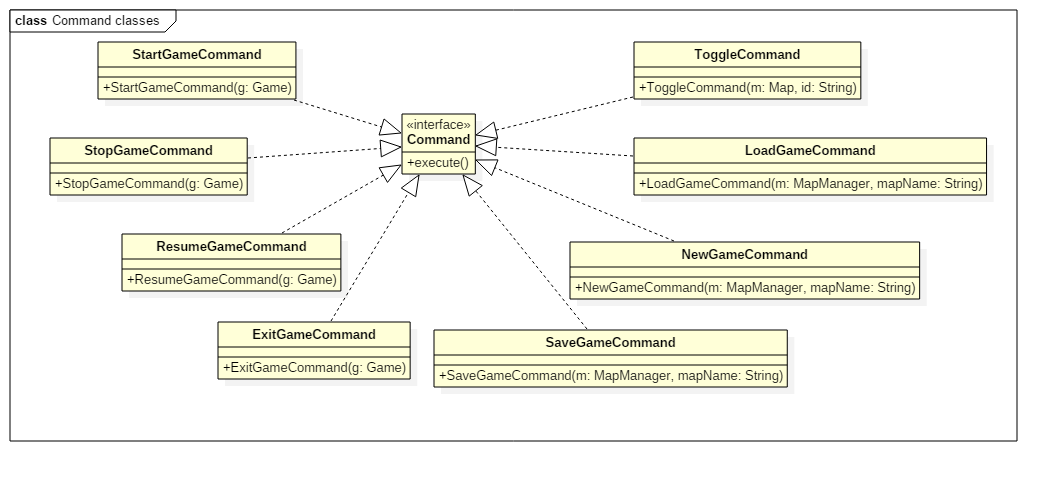 class Command classes
StartGameCommand
+StartGameCommand(g: Game)
ToggleCommand
+ToggleCommand(m: Map, id: String)
«interface»
Command
+execute()
StopGameCommand
+StopGameCommand(g: Game)
LoadGameCommand
+LoadGameCommand(m: MapManager, mapName: String)
ResumeGameCommand
+ResumeGameCommand(g: Game)
NewGameCommand
+NewGameCommand(m: MapManager, mapName: String)
ExitGameCommand
+ExitGameCommand(g: Game)
SaveGameCommand
+SaveGameCommand(m: MapManager, mapName: String)